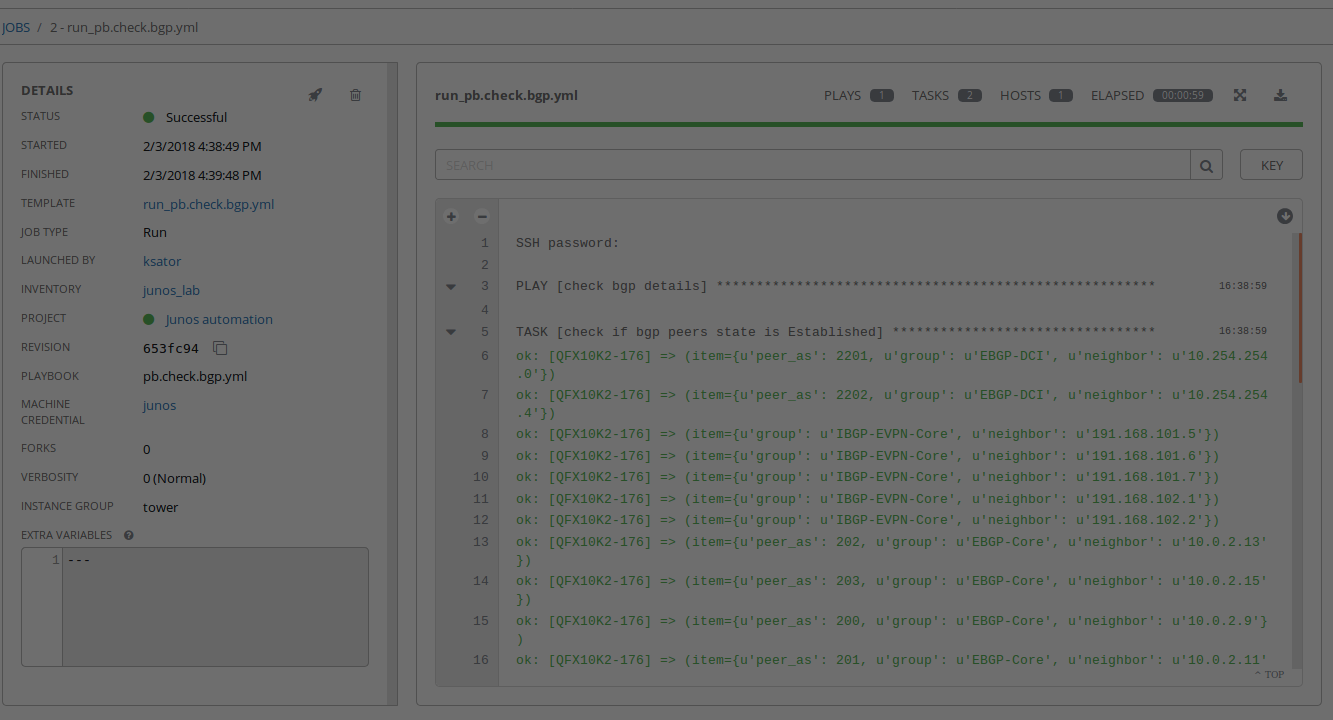 JOBS / 2 - run_pb.check.bgp.yml
DETAILS
STATUS Successful
STARTED 2/3/2018 4:38:49 PM
FINISHED 2/3/2018 4:39:48 PM
TEMPLATE run_pb.check.bgp.yml
JOB TYPE Run
LAUNCHED BY ksator
INVENTORY junos_lab
PROJECT Junos automation
REVISION 653fc94
PLAYBOOK pb.check.bgp.yml
MACHINE
CREDENTIAL junos
FORKS 0
VERBOSITY 0 (Normal)
INSTANCE GROUP tower
EXTRA VARIABLES ?
1 ---
run_pb.check.bgp.yml PLAYS 1 TASKS 2 HOSTS 1 ELAPSED 00:00:59
SEARCH KEY
1 SSH password:
2
3 PLAY [check bgp details] ******************************************************* 16:38:59
4
5 TASK [check if bgp peers state is Established] ********************************* 16:38:59
6 ok: [QFX10K2-176] => (item={u'peer_as': 2201, u'group': u'EBGP-DCI', u'neighbor': u'10.254.254
.0'})
7 ok: [QFX10K2-176] => (item={u'peer_as': 2202, u'group': u'EBGP-DCI', u'neighbor': u'10.254.254
.4'})
8 ok: [QFX10K2-176] => (item={u'group': u'IBGP-EVPN-Core', u'neighbor': u'191.168.101.5'})
9 ok: [QFX10K2-176] => (item={u'group': u'IBGP-EVPN-Core', u'neighbor': u'191.168.101.6'})
10 ok: [QFX10K2-176] => (item={u'group': u'IBGP-EVPN-Core', u'neighbor': u'191.168.101.7'})
11 ok: [QFX10K2-176] => (item={u'group': u'IBGP-EVPN-Core', u'neighbor': u'191.168.102.1'})
12 ok: [QFX10K2-176] => (item={u'group': u'IBGP-EVPN-Core', u'neighbor': u'191.168.102.2'})
13 ok: [QFX10K2-176] => (item={u'peer_as': 202, u'group': u'EBGP-Core', u'neighbor': u'10.0.2.13'
})
14 ok: [QFX10K2-176] => (item={u'peer_as': 203, u'group': u'EBGP-Core', u'neighbor': u'10.0.2.15'
})
15 ok: [QFX10K2-176] => (item={u'peer_as': 200, u'group': u'EBGP-Core', u'neighbor': u'10.0.2.9'}
)
16 ok: [QFX10K2-176] => (item={u'peer_as': 201, u'group': u'EBGP-Core', u'neighbor': u'10.0.2.11'
^ TOP